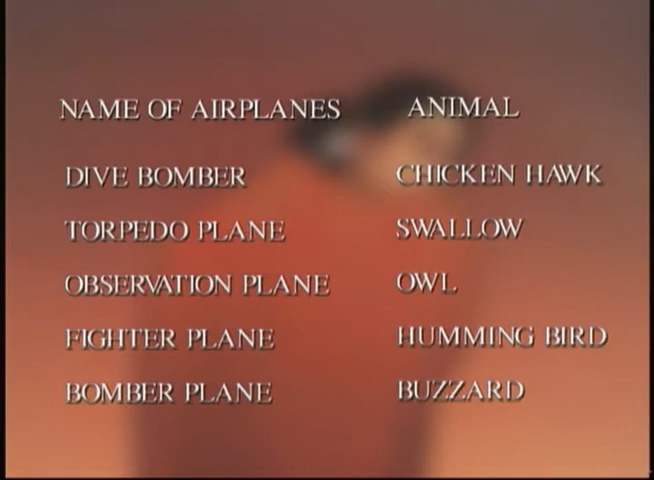 NAME OF AIRPLANES ANIMAL
DIVE BOMBER CHICKEN HAWK
TORPEDO PLANE SWALLOW
OBSERVATION PLANE OWL
FIGHTER PLANE HUMMING BIRD
BOMBER PLANE BUZZARD